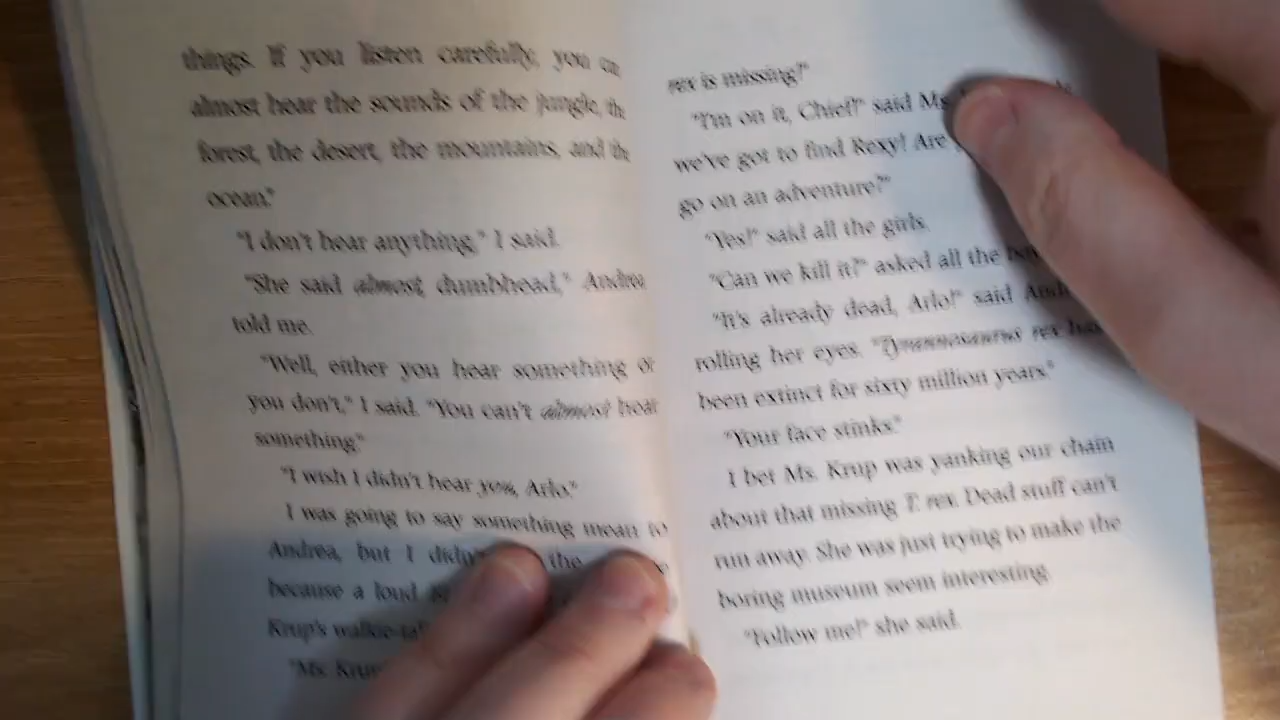 things. If you listen carefully, you can
almost hear the sounds of the jungle, the
forest, the desert, the mountains, and the
ocean."
"I don't hear anything," I said.
"She said almost, dumbhead," Andrea
told me.
"Well, either you hear something or
you don't," I said. "You can't almost hear
something."
"I wish I didn't hear you, Arlo."
I was going to say something mean to
Andrea, but I didn't the
because a loud
Krup's
"Ms. Krup
rex is missing!"
"I'm on it, Chief!" said Ms.
we've got to find Rexy! Are
go on an adventure?"
"Yes!" said all the girls.
"Can we kill it?" asked all the boys.
"It's already dead, Arlo!" said Andrea,
rolling her eyes. "Tyrannosaurus rex has
been extinct for sixty million years."
"Your face stinks."
I bet Ms. Krup was yanking our chain
about that missing T. rex. Dead stuff can't
run away. She was just trying to make the
boring museum seem interesting.
"Follow me!" she said.